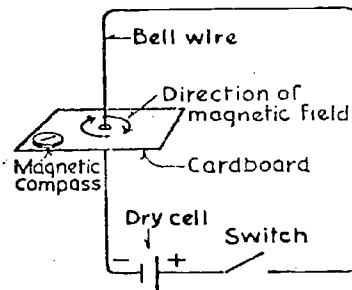 Bell wire
Direction of
magnetic field
Magnetic
Compass
Cardboard
Dry cell
Switch
- +